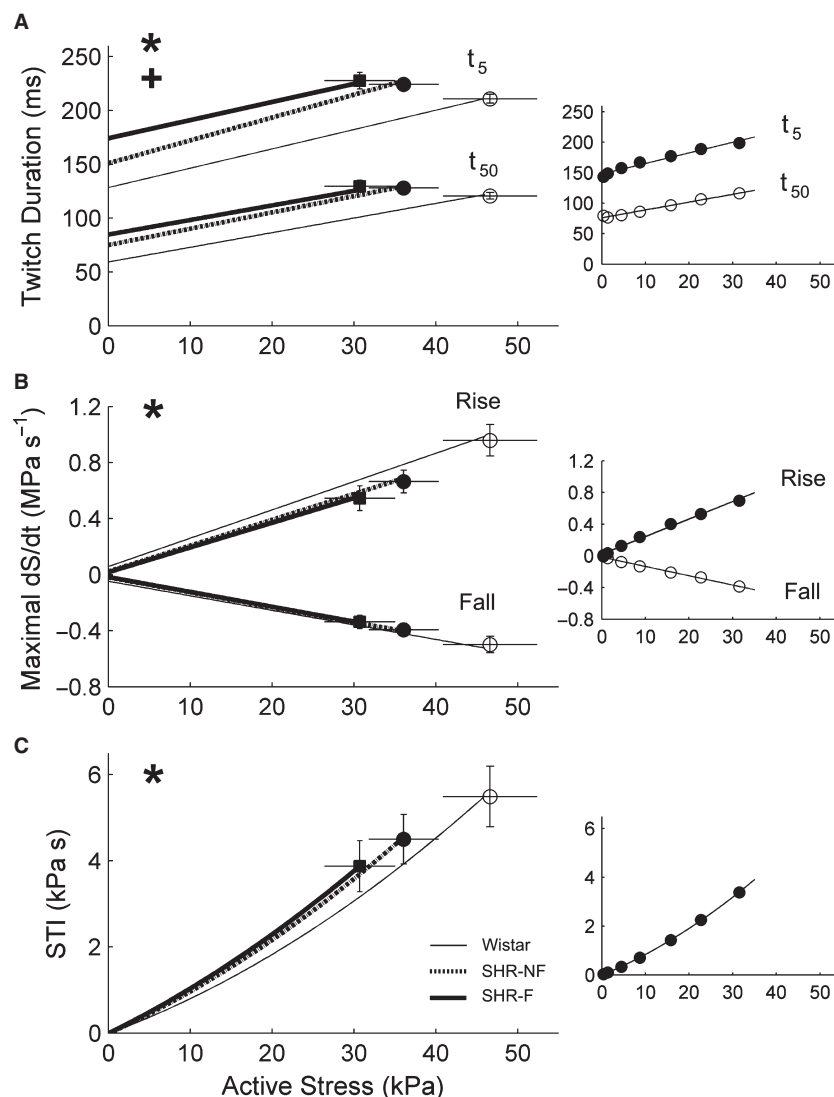 A
*
+
Twitch Duration (ms)
250
200
150
100
50
0
t5
t50
0 10 20 30 40 50
250
200
150
100
50
0
t5
t50
0 10 20 30 40 50
B
*
Maximal dS/dt (MPa s−1)
1.2
0.8
0.4
0
−0.4
−0.8
Rise
Fall
0 10 20 30 40 50
1.2
0.8
0.4
0
−0.4
−0.8
Rise
Fall
0 10 20 30 40 50
C
*
STI (kPa s)
6
4
2
0
Wistar
SHR-NF
SHR-F
0 10 20 30 40 50
Active Stress (kPa)
6
4
2
0
0 10 20 30 40 50